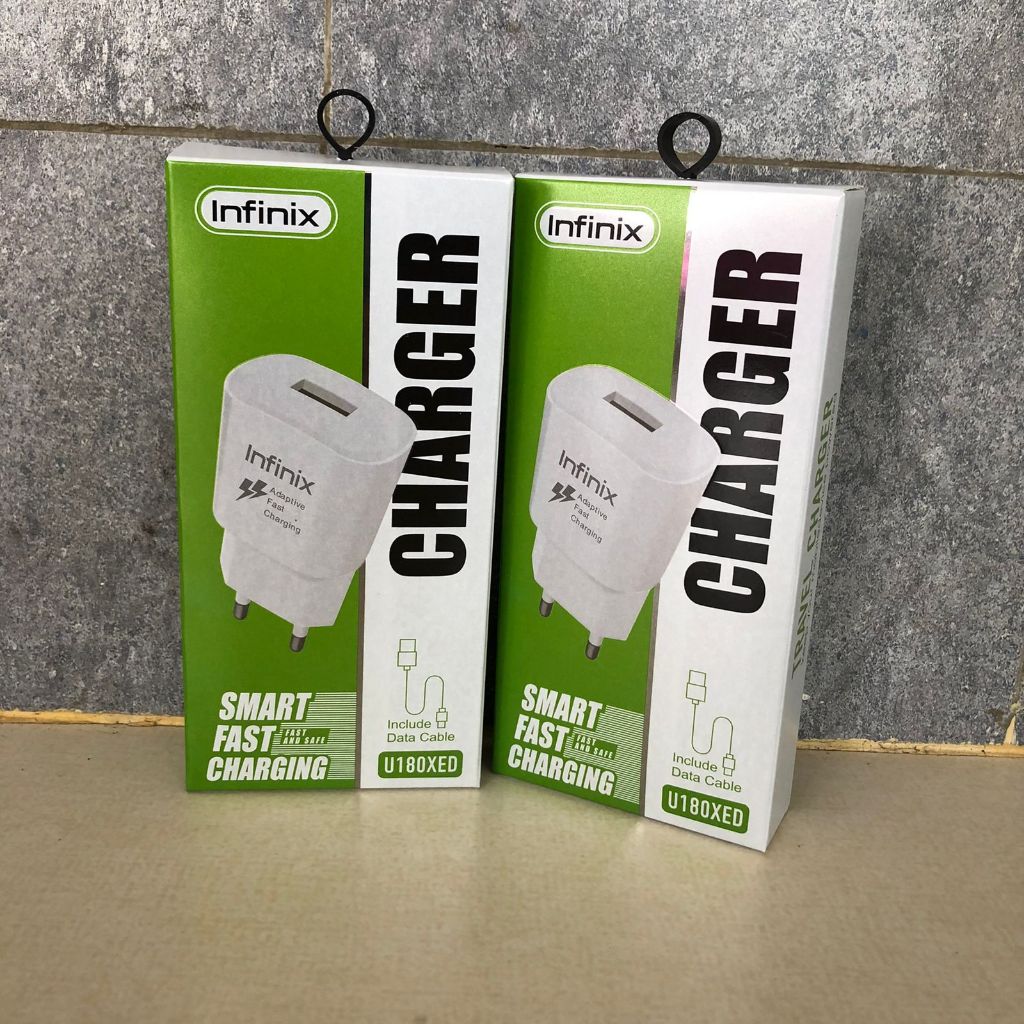 Infinix
CHARGER
Infinix
Adaptive
Fast
Charging
SMART
FAST
FAST
AND SAFE
CHARGING
Include
Data Cable
U180XED
Infinix
CHARGER
Infinix
Adaptive
Fast
Charging
SMART
FAST
FAST
AND SAFE
CHARGING
Include
Data Cable
U180XED
TRAVEL CHARGER